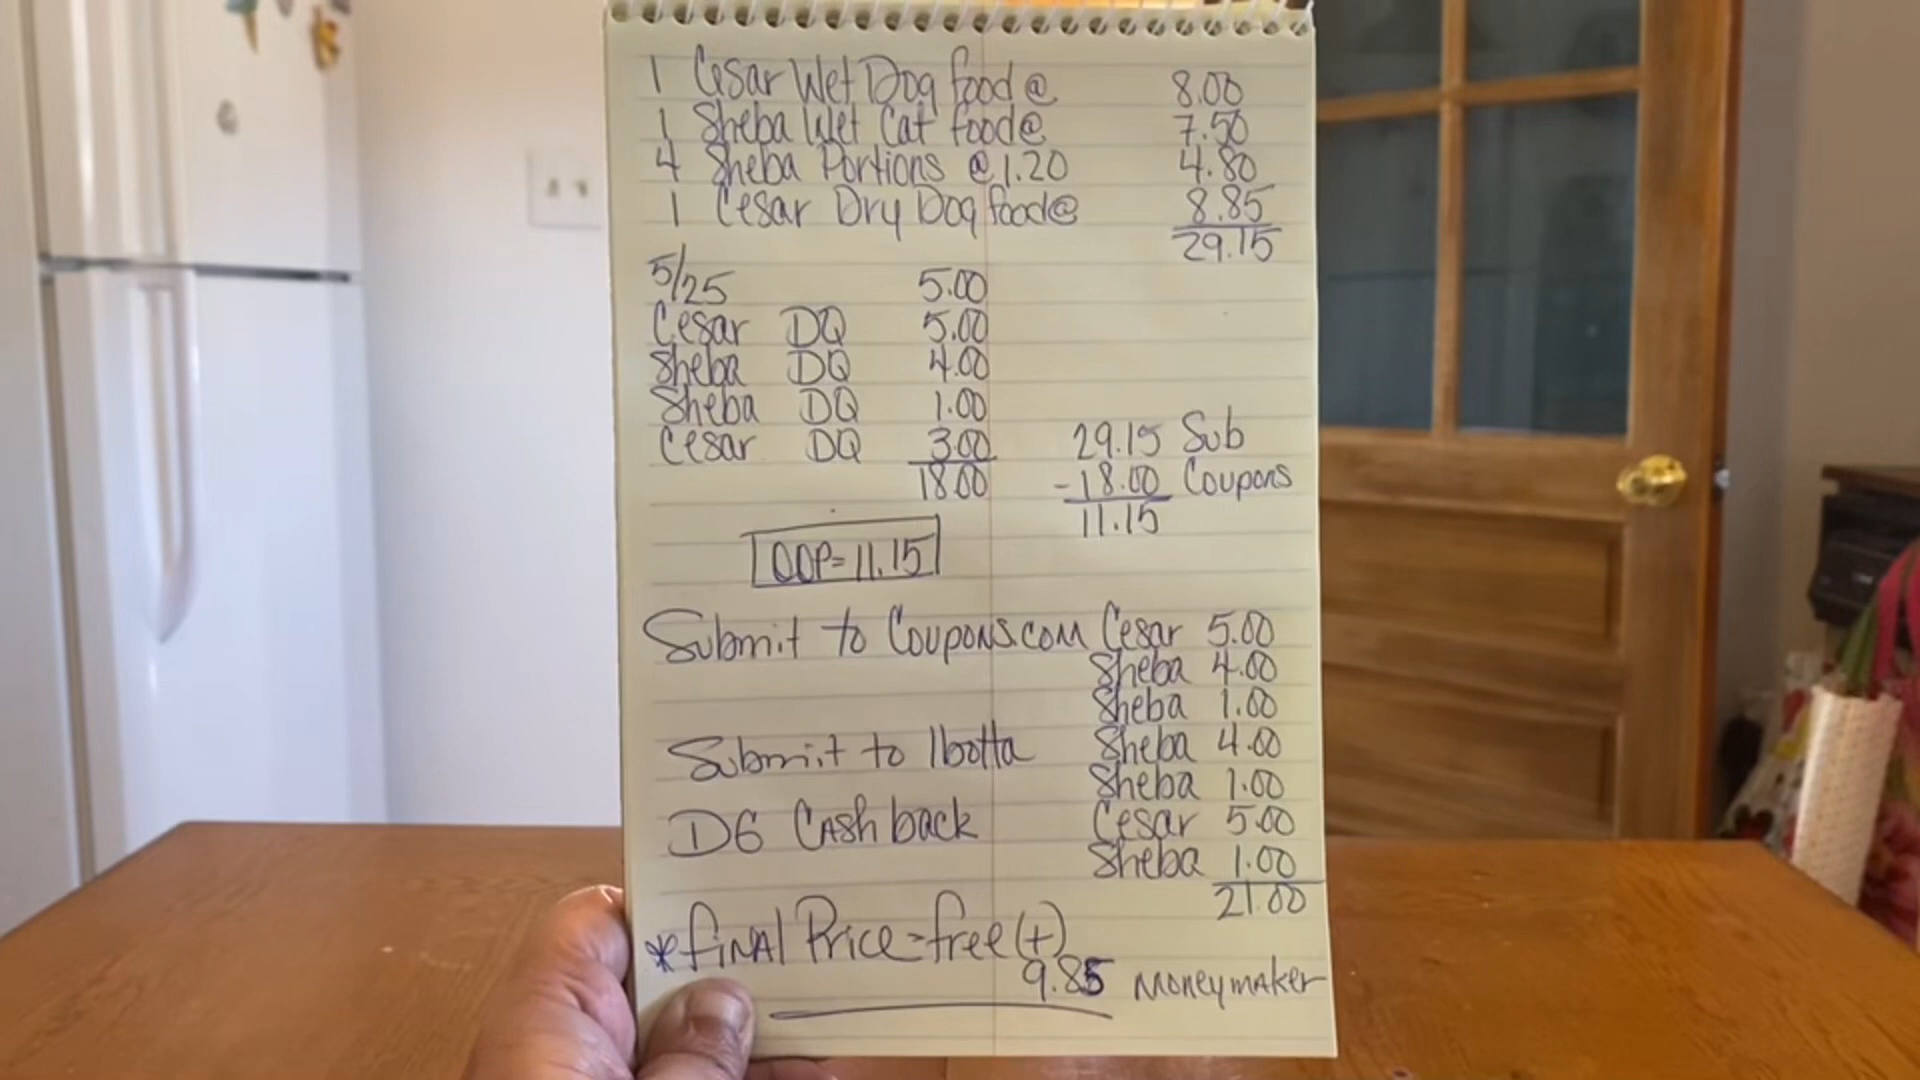 1 Cesar Wet Dog food @ 8.00
1 Sheba Wet Cat food @ 7.50
4 Sheba Portions @ 1.20 4.80
1 Cesar Dry Dog food @ 8.85
29.15
5/25 5.00
Cesar DQ 5.00
Sheba DQ 4.00
Sheba DQ 1.00
Cesar DQ 3.00
18.00
29.15 Sub
-18.00 Coupons
11.15
OOP=11.15
Submit to Coupons.com Cesar 5.00
Sheba 4.00
Sheba 1.00
Submit to Ibotta Sheba 4.00
Sheba 1.00
DG Cash back Cesar 5.00
Sheba 1.00
21.00
*final Price=free (+)
9.85 Moneymaker